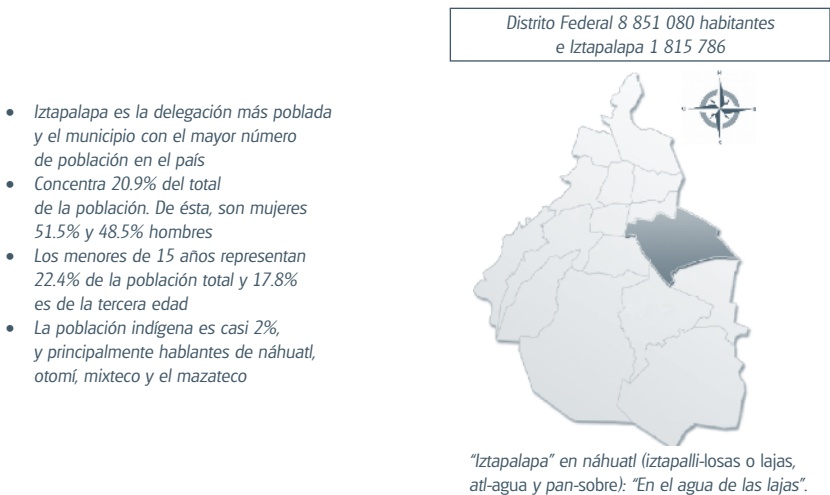 Distrito Federal 8 851 080 habitantes
e Iztapalapa 1 815 786
• Iztapalapa es la delegación más poblada
y el municipio con el mayor número
de población en el país
• Concentra 20.9% del total
de la población. De ésta, son mujeres
51.5% y 48.5% hombres
• Los menores de 15 años representan
22.4% de la población total y 17.8%
es de la tercera edad
• La población indígena es casi 2%,
y principalmente hablantes de náhuatl,
otomí, mixteco y el mazateco
“Iztapalapa” en náhuatl (iztapalli-losas o lajas,
atl-agua y pan-sobre): “En el agua de las lajas”.